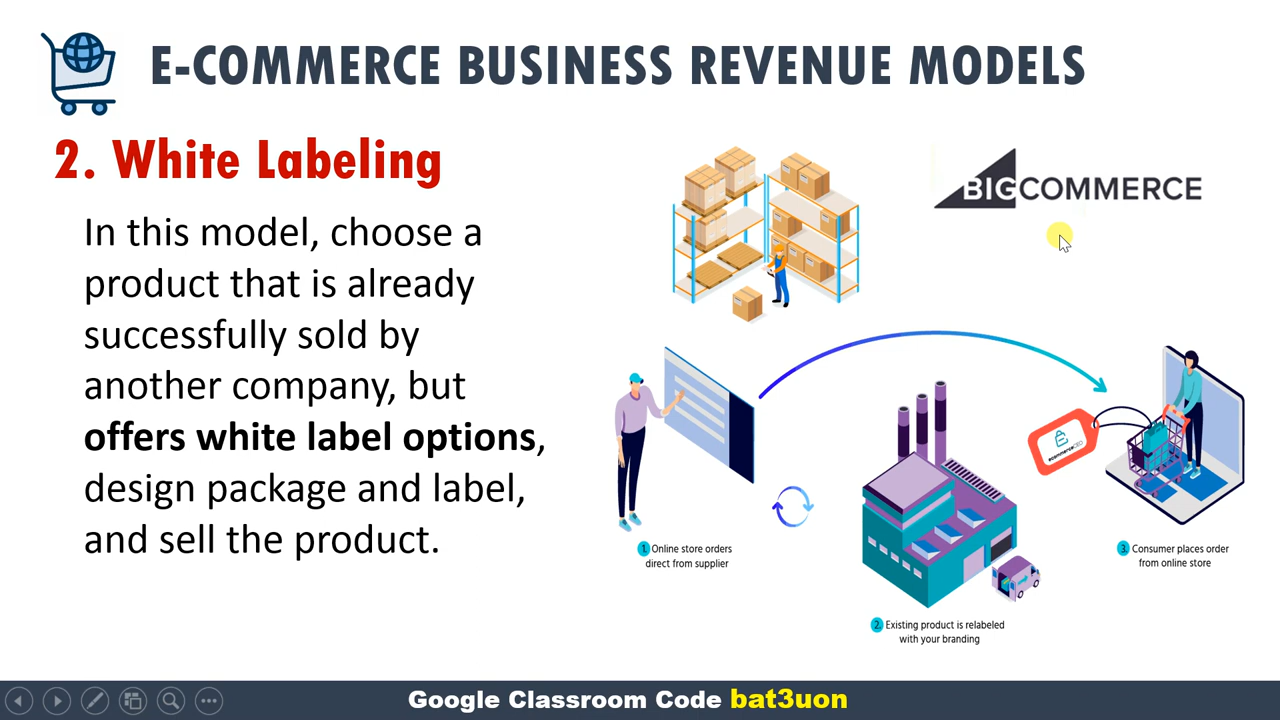 E-COMMERCE BUSINESS REVENUE MODELS
2. White Labeling
In this model, choose a
product that is already
successfully sold by
another company, but
offers white label options,
design package and label,
and sell the product.
BIGCOMMERCE
ecommerceCEO
1. Online store orders
direct from supplier
2. Existing product is relabeled
with your branding
3. Consumer places order
from online store
Google Classroom Code bat3uon